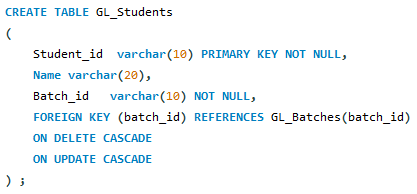 CREATE TABLE GL_Students
(
    Student_id  varchar(10) PRIMARY KEY NOT NULL,
    Name varchar(20),
    Batch_id   varchar(10) NOT NULL,
    FOREIGN KEY (batch_id) REFERENCES GL_Batches(batch_id)
    ON DELETE CASCADE
    ON UPDATE CASCADE
) ;